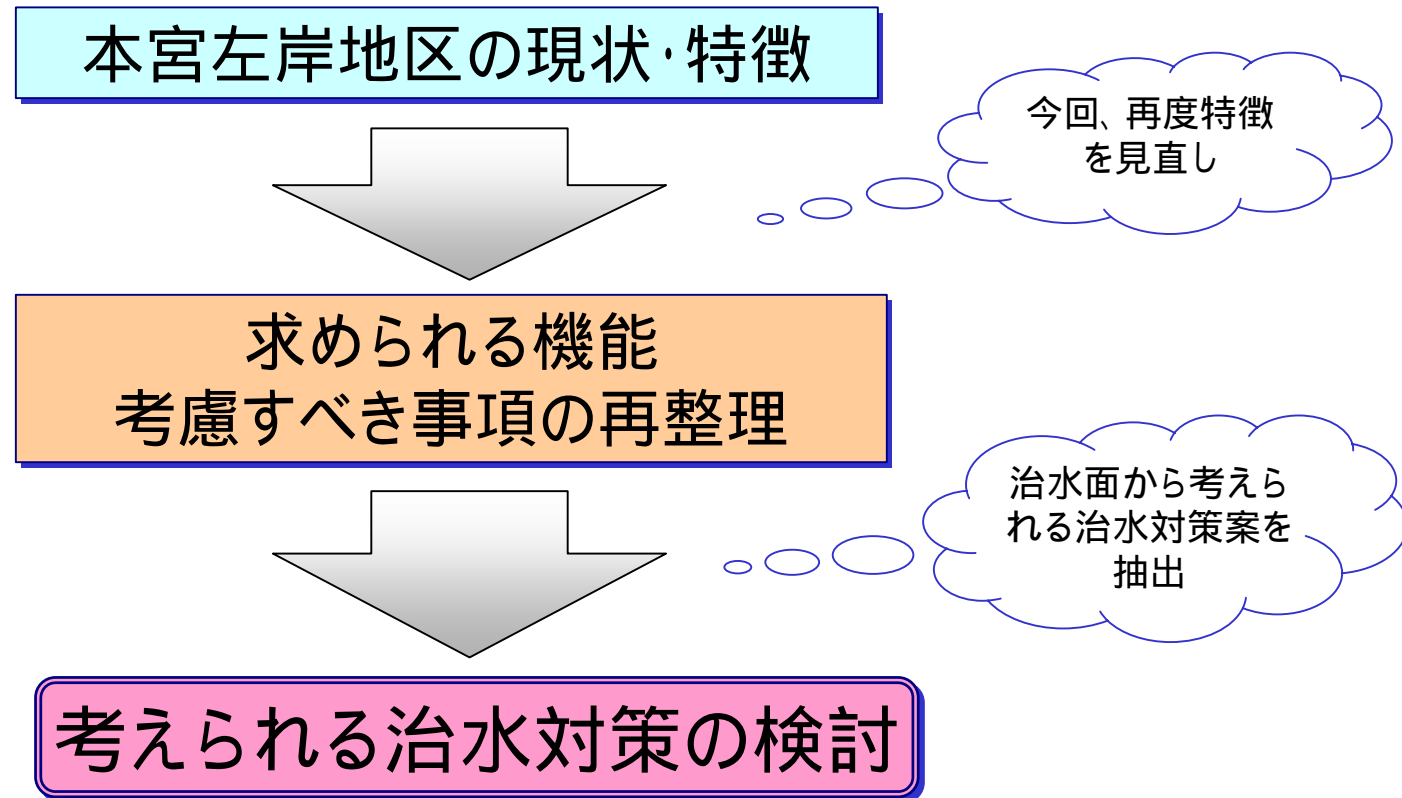 本宮左岸地区の現状・特徴
今回、再度特徴
を見直し
求められる機能
考慮すべき事項の再整理
治水面から考えら
れる治水対策案を
抽出
考えられる治水対策の検討